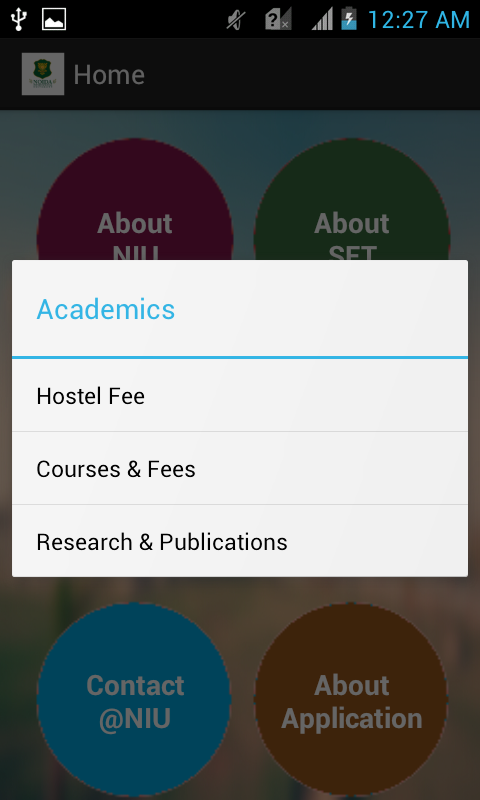 12:27 AM
Home
About
NIU
About
SET
Academics
Hostel Fee
Courses & Fees
Research & Publications
Contact
@NIU
About
Application